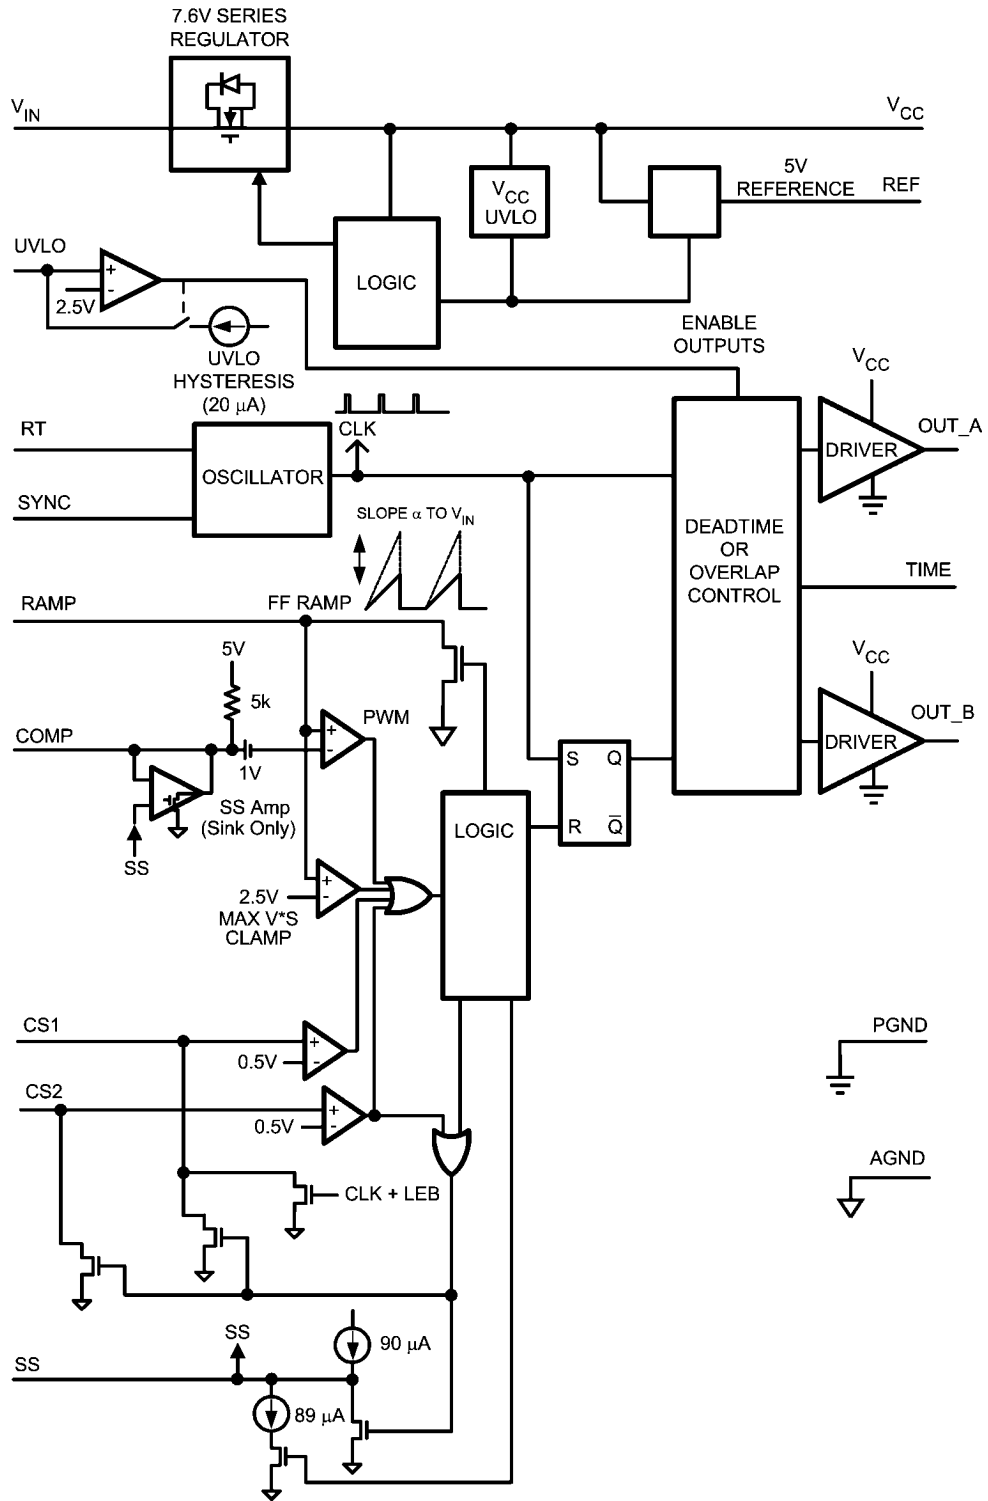 7.6V SERIES
REGULATOR
VIN
VCC
5V
REFERENCE
REF
VCC
UVLO
UVLO
+
-
2.5V
LOGIC
UVLO
HYSTERESIS
(20 μA)
ENABLE
OUTPUTS
VCC
OUT_A
DRIVER
RT
CLK
OSCILLATOR
SYNC
SLOPE α TO VIN
DEADTIME
OR
OVERLAP
CONTROL
TIME
RAMP
FF RAMP
5V
5k
PWM
+
-
COMP
1V
SS Amp
(Sink Only)
SS
VCC
OUT_B
DRIVER
S Q
R Q̅
LOGIC
+
-
2.5V
MAX V*S
CLAMP
CS1
+
-
0.5V
PGND
CS2
+
-
0.5V
CLK + LEB
AGND
SS
90 μA
SS
89 μA